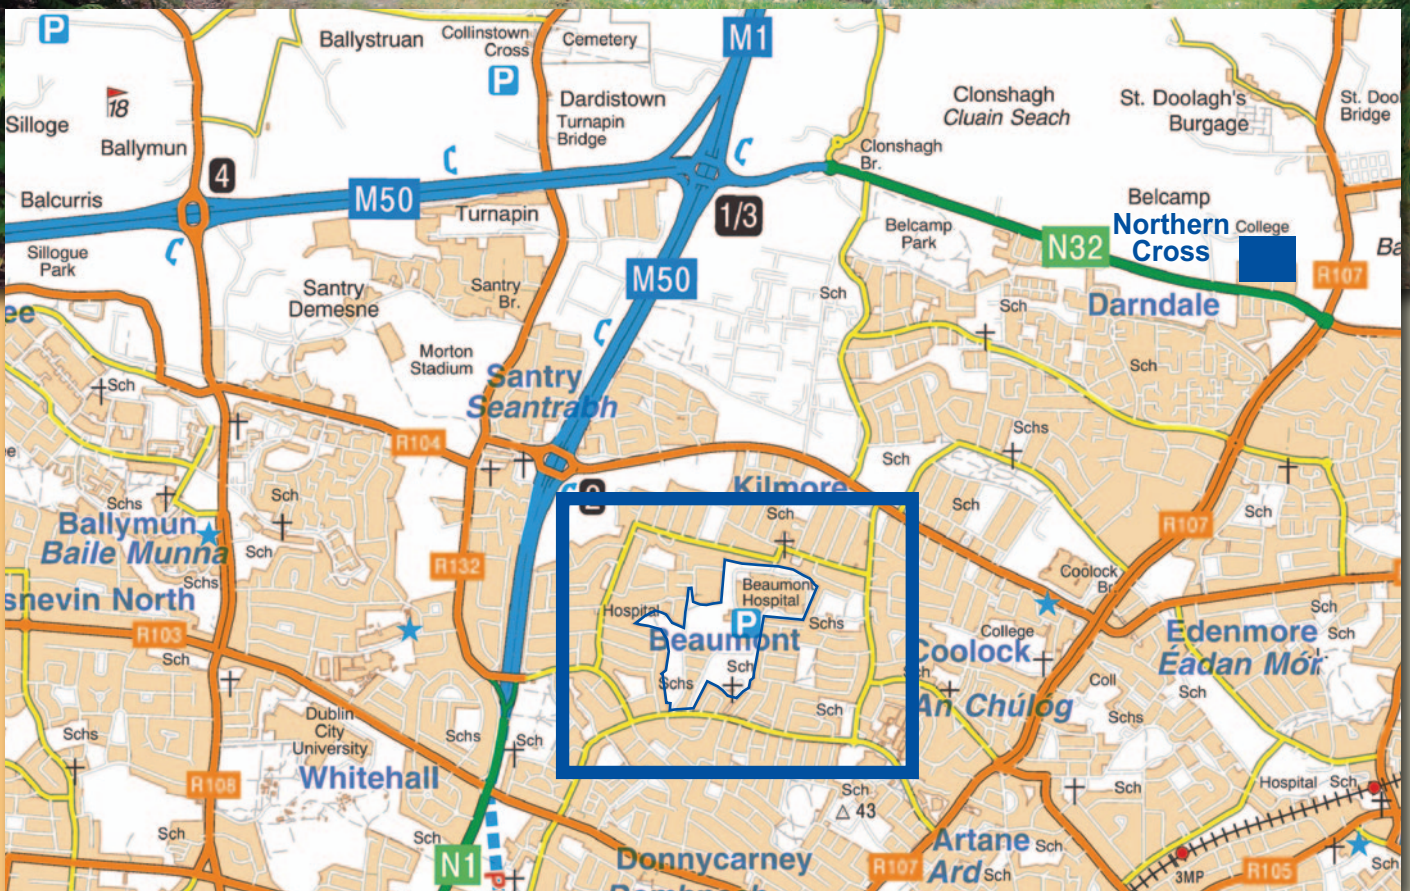 P
Ballystruan
Collinstown
Cross
P
Cemetery
M1
Clonshagh
Cluain Seach
St. Doolagh's
Burgage
Bridge
18
Silloge
Ballymun
Dardistown
Turnapin
Bridge
Clonshagh
Br.
4
Balcurris
M50
Turnapin
1/3
Belcamp
Park
Belcamp
Northern
Cross
College
N32
R107
Sillogue
Park
Santry
Demesne
Santry
Br.
M50
Sch
Sch
Darndale
Morton
Stadium
Sch
Sch
Santry
Seantrabh
R104
Schs
Sch
Kilmore
2
Sch
Sch
Sch
Sch
R107
Schs
Ballymun
Baile Munna
Sch
Schs
R132
Coolock
Br.
Beaumont
Hospital
Hospital
P
Beaumont
Schs
Sch
Schs
Sch
snevin North
R103
Sch
College
Coolock
Sch
An Chúlóg
Coll
Schs
Edenmore
Éadan Mór
Sch
Sch
Dublin
City
University
Schs
Sch
Schs
Whitehall
R108
Sch
Sch
Sch
43
Sch
Hospital
Sch
N1
Donnycarney
R107
Artane
Ard
Sch
Sch
3MP
R105
Sch